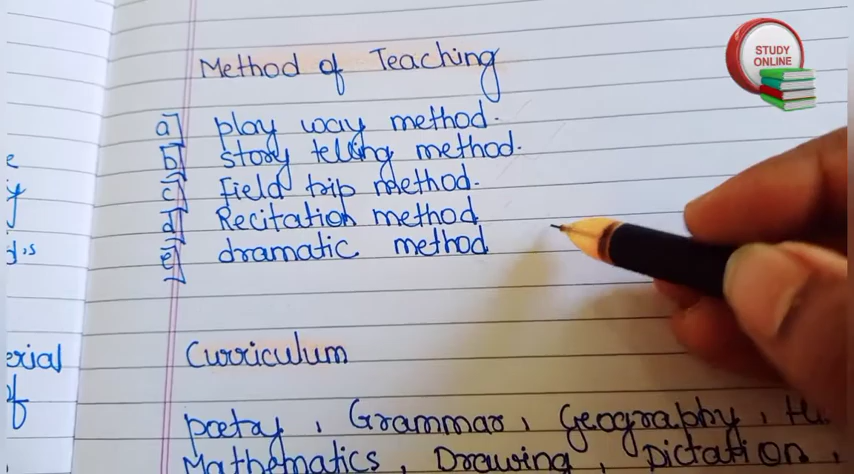 STUDY
ONLINE
Method of Teaching
a] play way method.
b] story telling method.
c] Field trip method.
d] Recitation method
e] dramatic method
Curriculum
poetry, Grammar, Geography,
Mathematics, Drawing, Dictation,